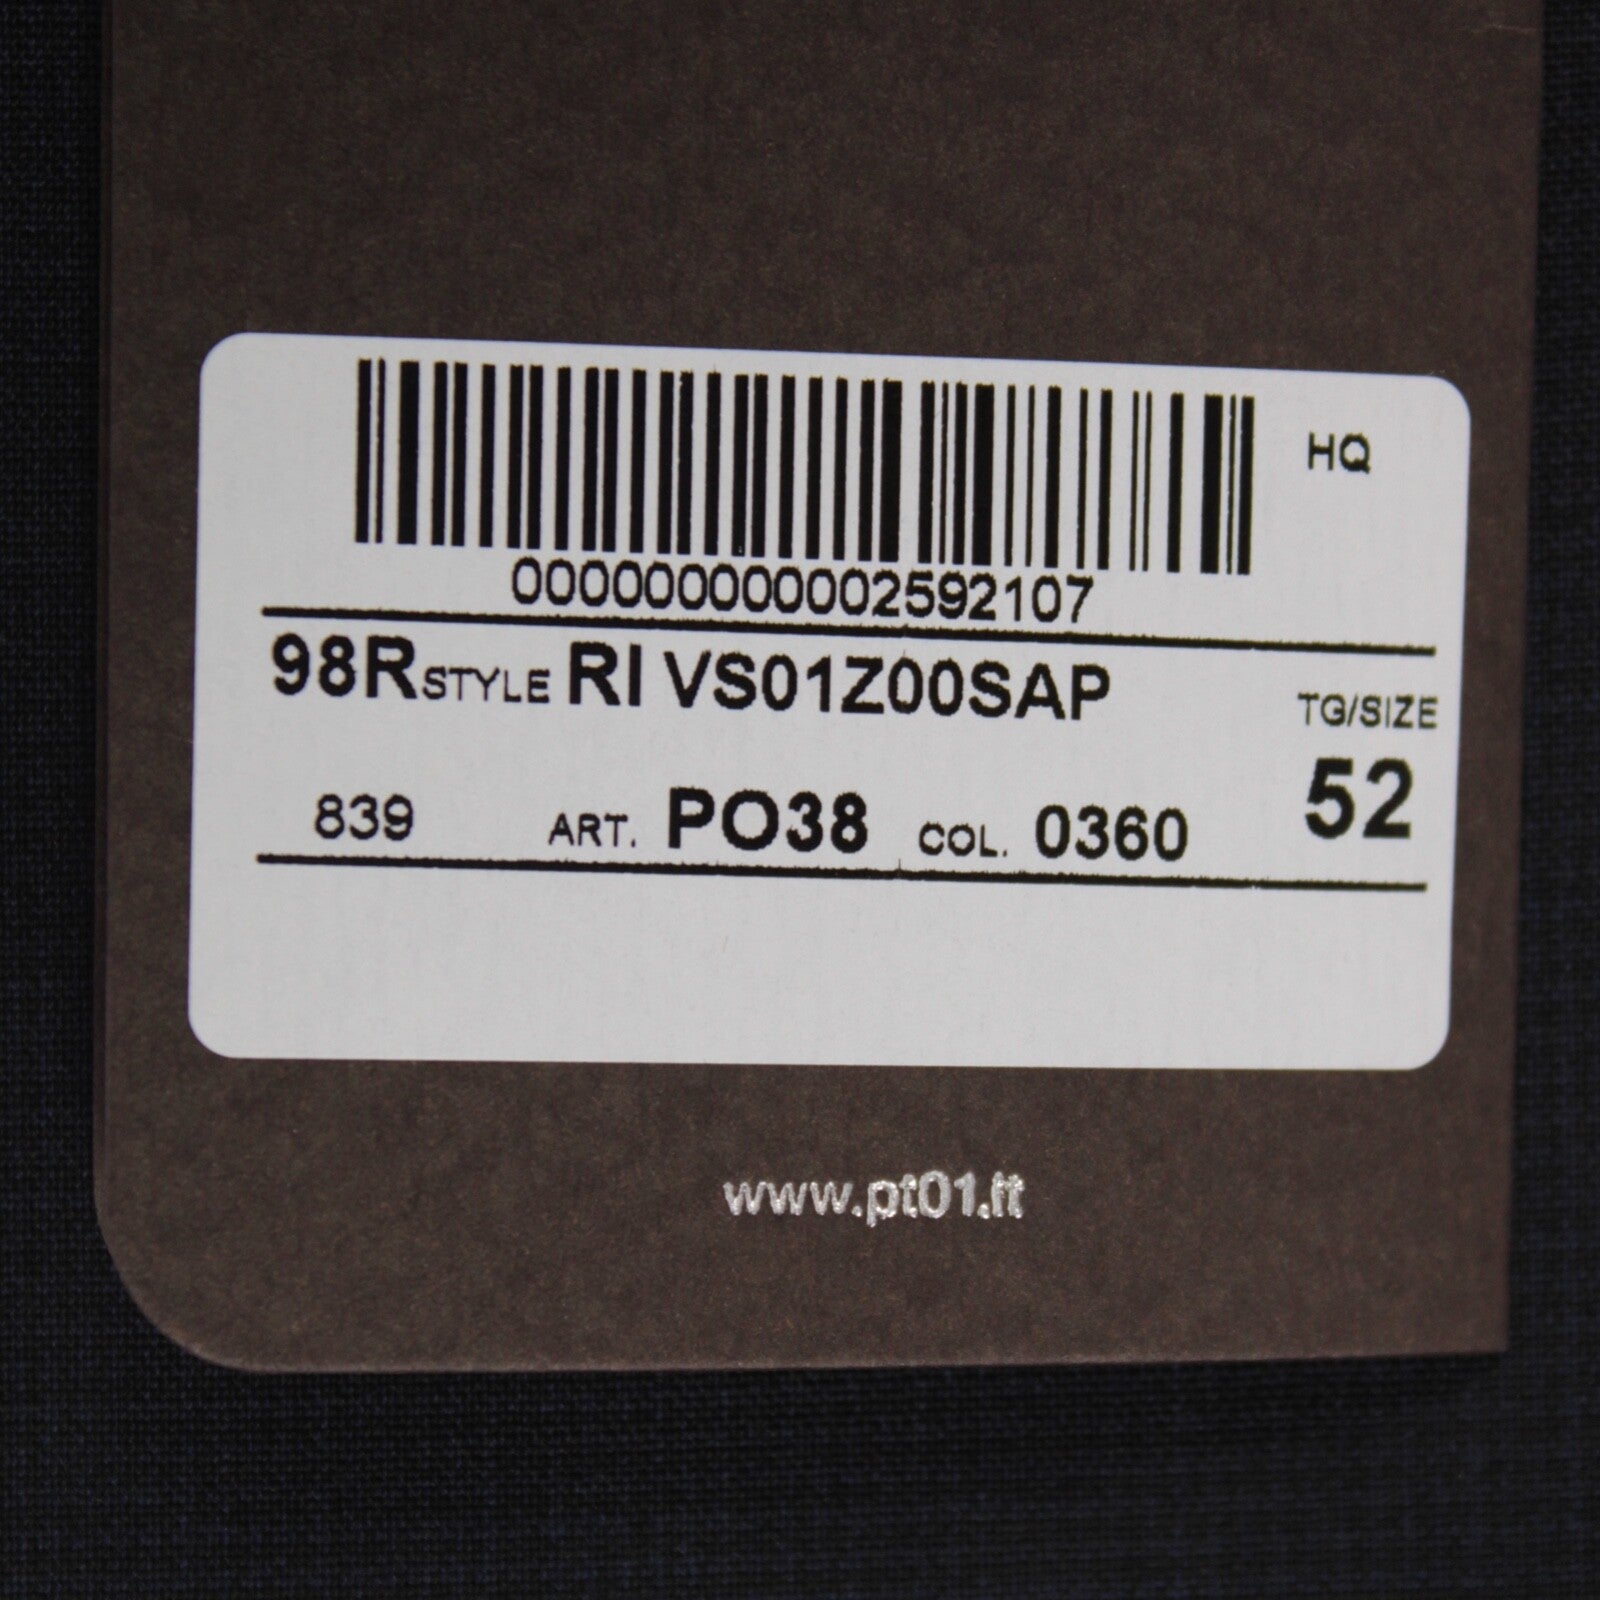 HQ
000000000002592107
98R STYLE RI VS01Z00SAP
TG/SIZE
52
839 ART. PO38 COL. 0360
www.pt01.it